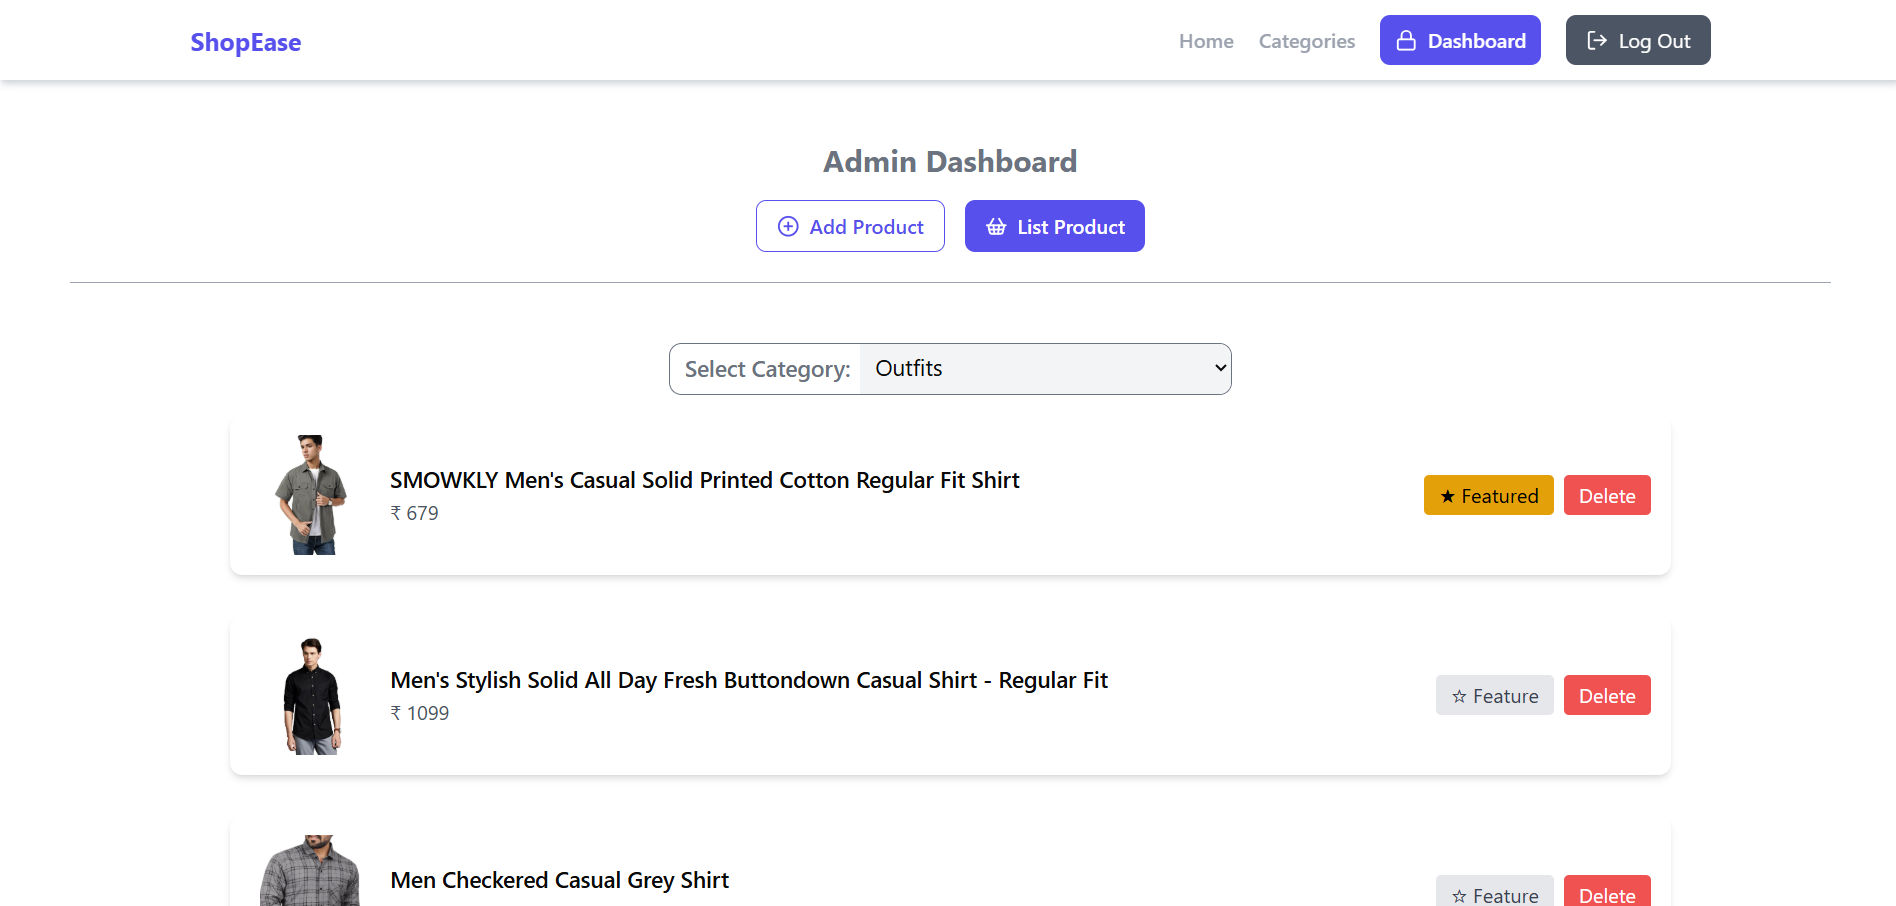 ShopEase
Home
Categories
Dashboard
Log Out
Admin Dashboard
Add Product
List Product
Select Category:
Outfits
SMOWKLY Men's Casual Solid Printed Cotton Regular Fit Shirt
₹ 679
★ Featured
Delete
Men's Stylish Solid All Day Fresh Buttondown Casual Shirt - Regular Fit
₹ 1099
☆ Feature
Delete
Men Checkered Casual Grey Shirt
☆ Feature
Delete